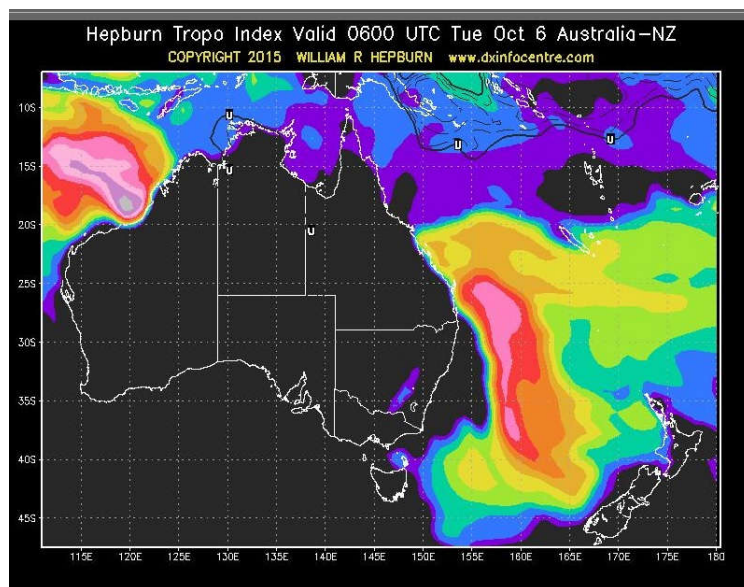 Hepburn Tropo Index Valid 0600 UTC Tue Oct 6 Australia-NZ
COPYRIGHT 2015 WILLIAM R HEPBURN www.dxinfocentre.com
10S
U
U
U
15S
U
20S
U
25S
30S
35S
40S
45S
115E 120E 125E 130E 135E 140E 145E 150E 155E 160E 165E 170E 175E 180